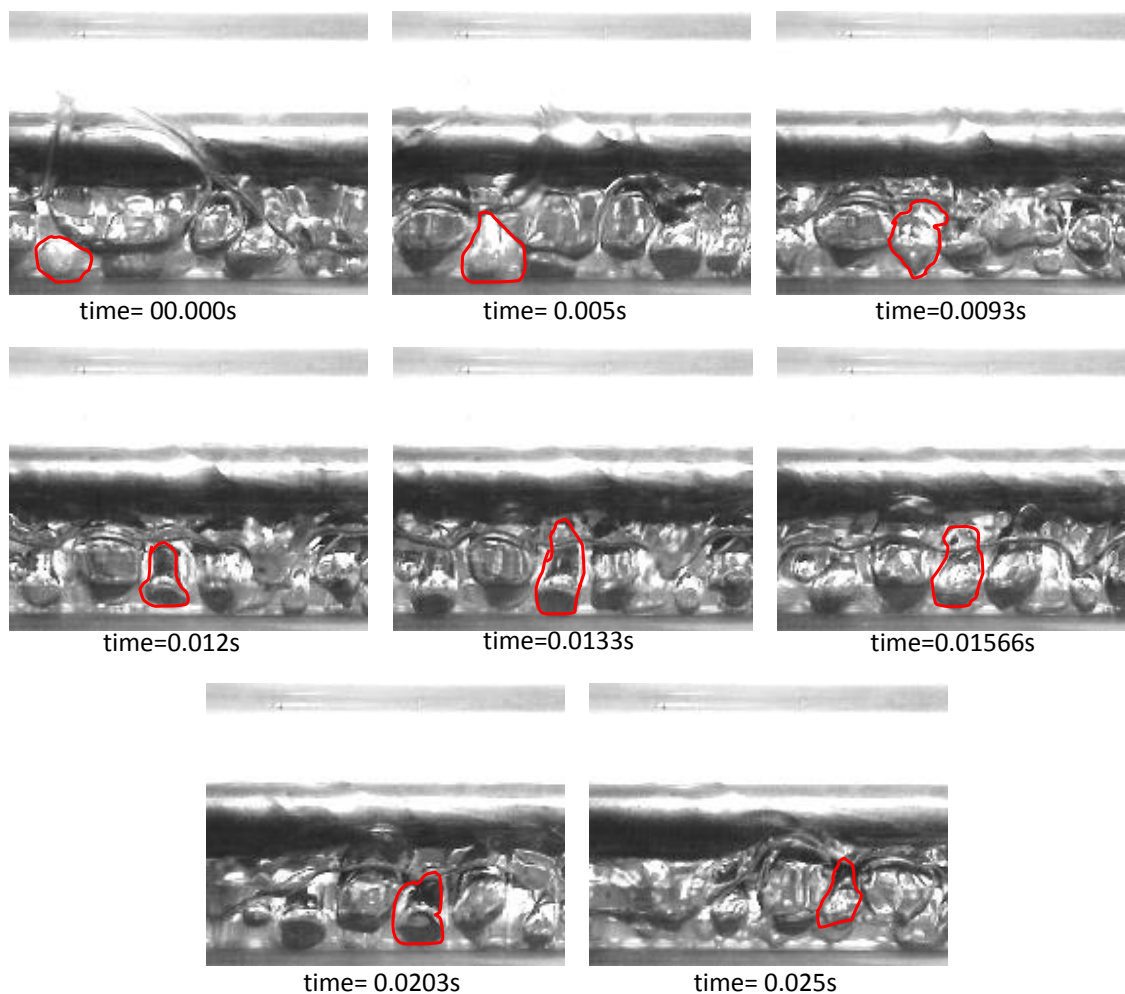 time= 00.000s
time= 0.005s
time=0.0093s
time=0.012s
time=0.0133s
time=0.01566s
time= 0.0203s
time= 0.025s